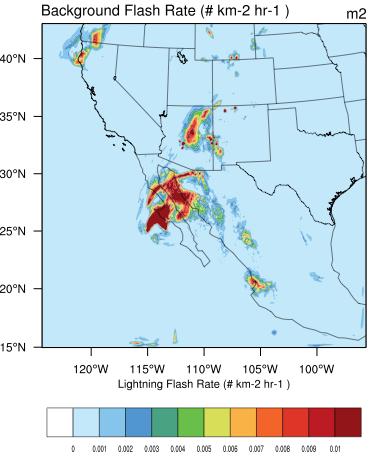 Background Flash Rate (# km-2 hr-1 )
m2
40°N
35°N
30°N
25°N
20°N
15°N
120°W 115°W 110°W 105°W 100°W
Lightning Flash Rate (# km-2 hr-1 )
0 0.001 0.002 0.003 0.004 0.005 0.006 0.007 0.008 0.009 0.01